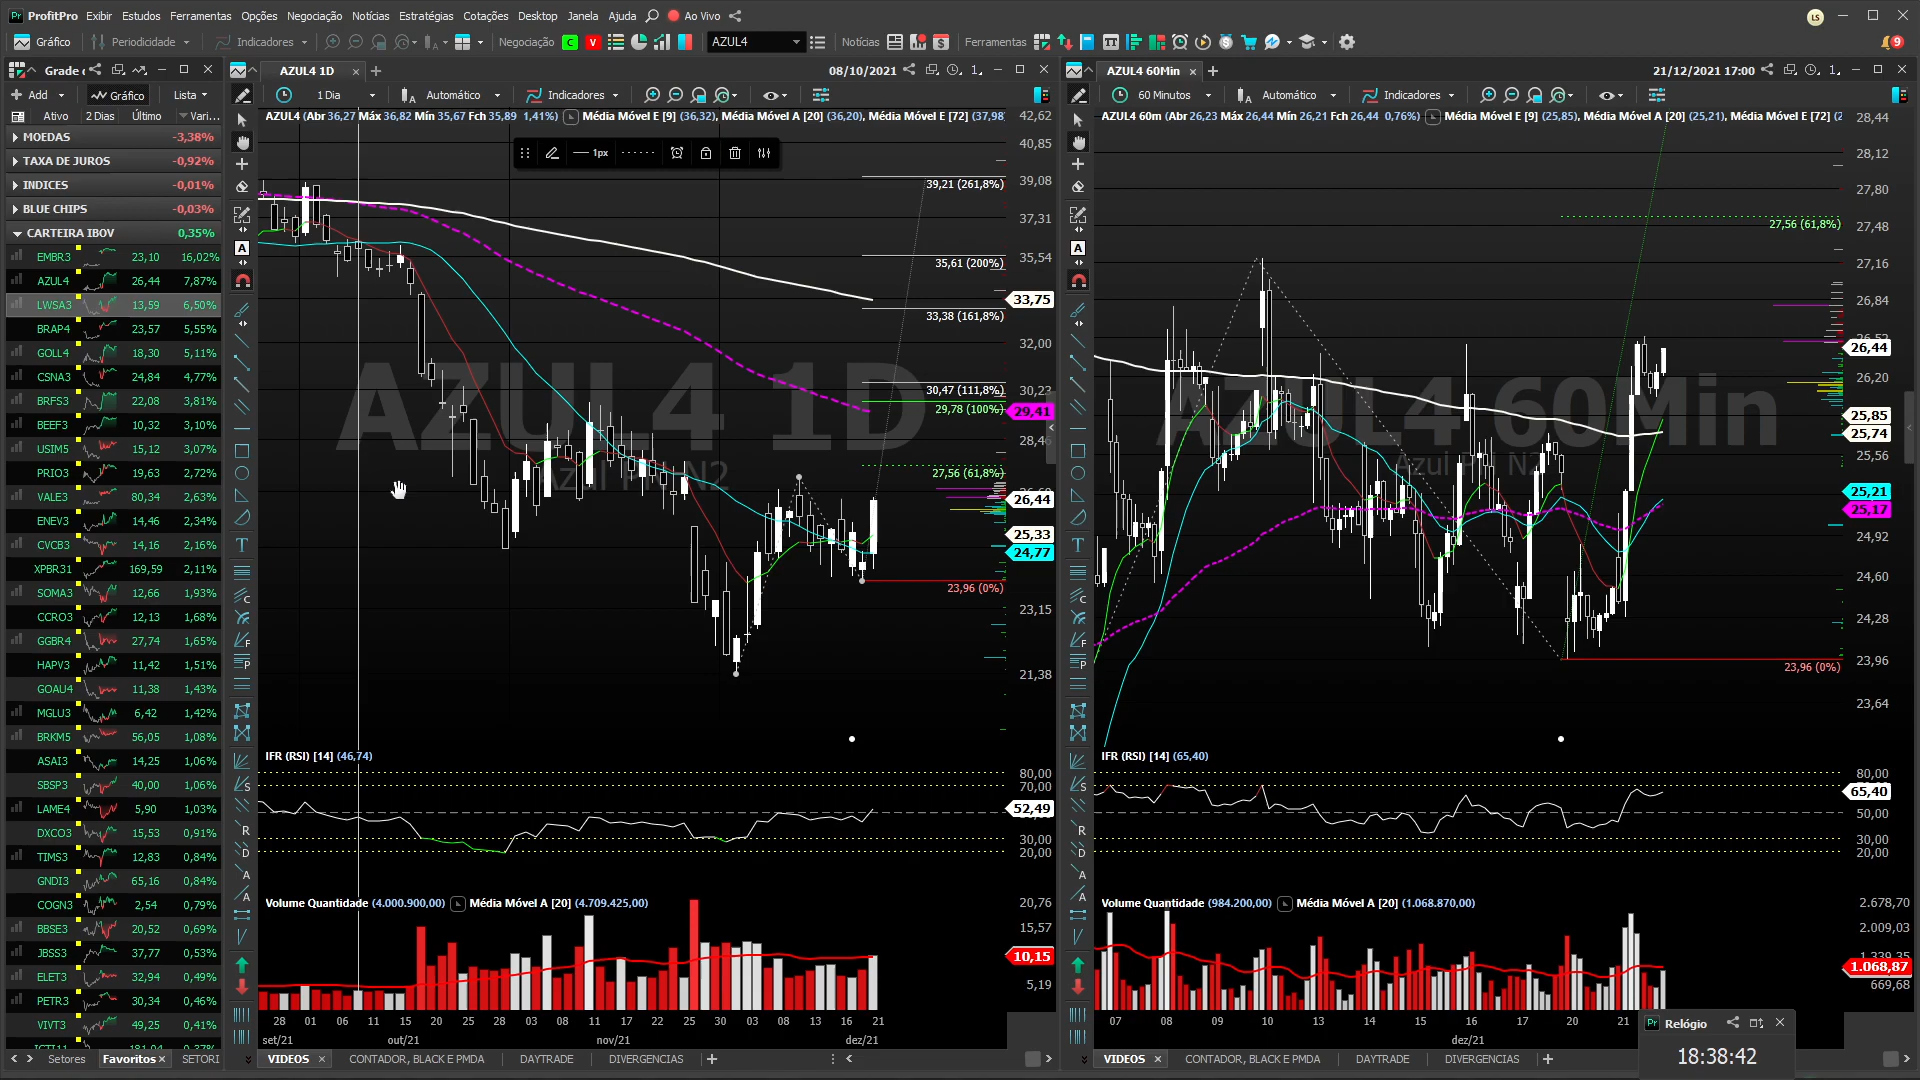 ProfitPro Exibir Estudos Ferramentas Opções Negociação Notícias Estratégias Cotações Desktop Janela Ajuda Ao Vivo LS
Gráfico Periodicidade Indicadores Negociação C V AZUL4 Notícias Ferramentas 9
Grade AZUL4 1D 08/10/2021 1 AZUL4 60Min 21/12/2021 17:00 1
Add Gráfico Lista 1 Dia Automático Indicadores 60 Minutos Automático Indicadores
Ativo 2 Dias Último Vari...
AZUL4 (Abr 36,27 Máx 36,82 Mín 35,67 Fch 35,89 1,41%) Média Móvel E [9] (36,32), Média Móvel A [20] (36,20), Média Móvel E [72] (37,98)
AZUL4 60m (Abr 26,23 Máx 26,44 Mín 26,21 Fch 26,44 0,76%) Média Móvel E [9] (25,85), Média Móvel A [20] (25,21), Média Móvel E [72] (2
MOEDAS -3,38%
TAXA DE JUROS -0,92%
INDICES -0,01%
BLUE CHIPS -0,03%
CARTEIRA IBOV 0,35%
EMBR3 23,10 16,02%
AZUL4 26,44 7,87%
LWSA3 13,59 6,50%
BRAP4 23,57 5,55%
GOLL4 18,30 5,11%
CSNA3 24,84 4,77%
BRFS3 22,08 3,81%
BEEF3 10,32 3,10%
USIM5 15,12 3,07%
PRIO3 19,63 2,72%
VALE3 80,34 2,63%
ENEV3 14,46 2,34%
CVCB3 14,16 2,16%
XPBR31 169,59 2,11%
SOMA3 12,66 1,93%
CCRO3 12,13 1,68%
GGBR4 27,74 1,65%
HAPV3 11,42 1,51%
GOAU4 11,38 1,43%
MGLU3 6,42 1,42%
BRKM5 56,05 1,08%
ASAI3 14,25 1,06%
SBSP3 40,00 1,06%
LAME4 5,90 1,03%
DXCO3 15,53 0,91%
TIMS3 12,83 0,84%
GNDI3 65,16 0,84%
COGN3 2,54 0,79%
BBSE3 20,52 0,69%
JBSS3 37,77 0,53%
ELET3 32,94 0,49%
PETR3 30,34 0,46%
VIVT3 49,25 0,41%
Setores Favoritos SETORI
1px
AZUL4 1D
Azul Pn N2
39,21 (261,8%)
35,61 (200%)
33,38 (161,8%)
30,47 (111,8%)
29,78 (100%)
27,56 (61,8%)
23,96 (0%)
42,62
40,85
39,08
37,31
35,54
33,75
32,00
30,23
29,41
28,46
26,44
25,33
24,77
23,15
21,38
IFR (RSI) [14] (46,74)
80,00
70,00
52,49
30,00
20,00
Volume Quantidade (4.000.900,00) Média Móvel A [20] (4.709.425,00)
20,76
15,57
10,15
5,19
28 01 06 11 15 20 25 28 03 08 11 17 22 25 30 03 08 13 16 21
set/21 out/21 nov/21 dez/21
VIDEOS CONTADOR, BLACK E PMDA DAYTRADE DIVERGENCIAS
AZUL4 60Min
Azul Pn N2
27,56 (61,8%)
23,96 (0%)
28,44
28,12
27,80
27,48
27,16
26,84
26,52
26,44
26,20
25,85
25,74
25,56
25,21
25,17
24,92
24,60
24,28
23,96
23,64
IFR (RSI) [14] (65,40)
80,00
65,40
50,00
30,00
20,00
Volume Quantidade (984.200,00) Média Móvel A [20] (1.068.870,00)
2.678,70
2.009,03
1.068,87
669,68
07 08 09 10 13 14 15 16 17 20 21
dez/21
VIDEOS CONTADOR, BLACK E PMDA DAYTRADE DIVERGENCIAS
Relógio
18:38:42